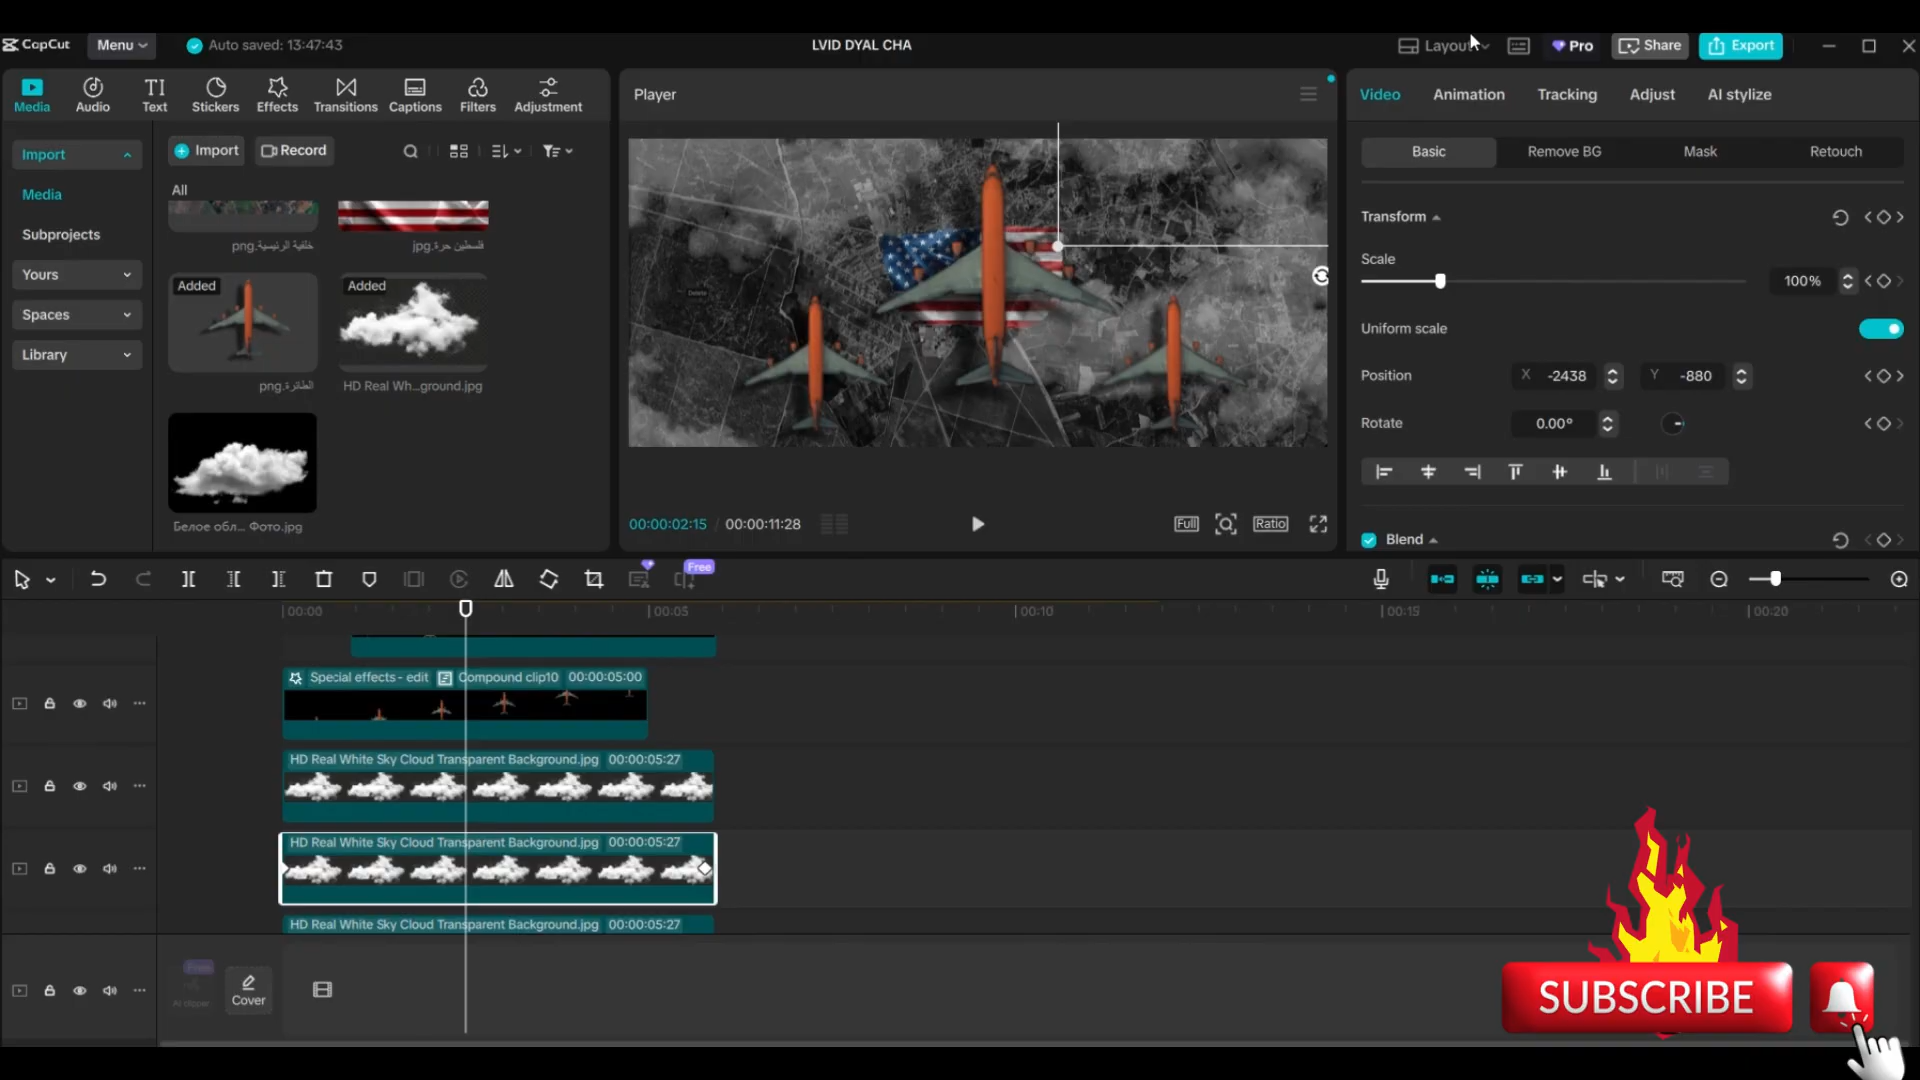 CapCut
Menu
Auto saved: 13:47:43
LVID DYAL CHA
Layout
Pro
Share
Export
Media
Audio
TI
Text
Stickers
Effects
Transitions
Captions
Filters
Adjustment
Import
Media
Subprojects
Yours
Spaces
Library
Import
Record
All
خلفية الرئيسية.png
فلسطين حرة.jpg
Added
الطائرة.png
Added
HD Real Wh...ground.jpg
Белое обл... Фото.jpg
Player
Delete
00:00:02:15 / 00:00:11:28
Full
Ratio
Video
Animation
Tracking
Adjust
AI stylize
Basic
Remove BG
Mask
Retouch
Transform
Scale
100%
Uniform scale
Position
X -2438
Y -880
Rotate
0.00°
Blend
Free
00:00
00:05
00:10
00:15
00:20
Special effects - edit Compound clip10 00:00:05:00
HD Real White Sky Cloud Transparent Background.jpg 00:00:05:27
HD Real White Sky Cloud Transparent Background.jpg 00:00:05:27
HD Real White Sky Cloud Transparent Background.jpg 00:00:05:27
Free
AI clipper
Cover
SUBSCRIBE